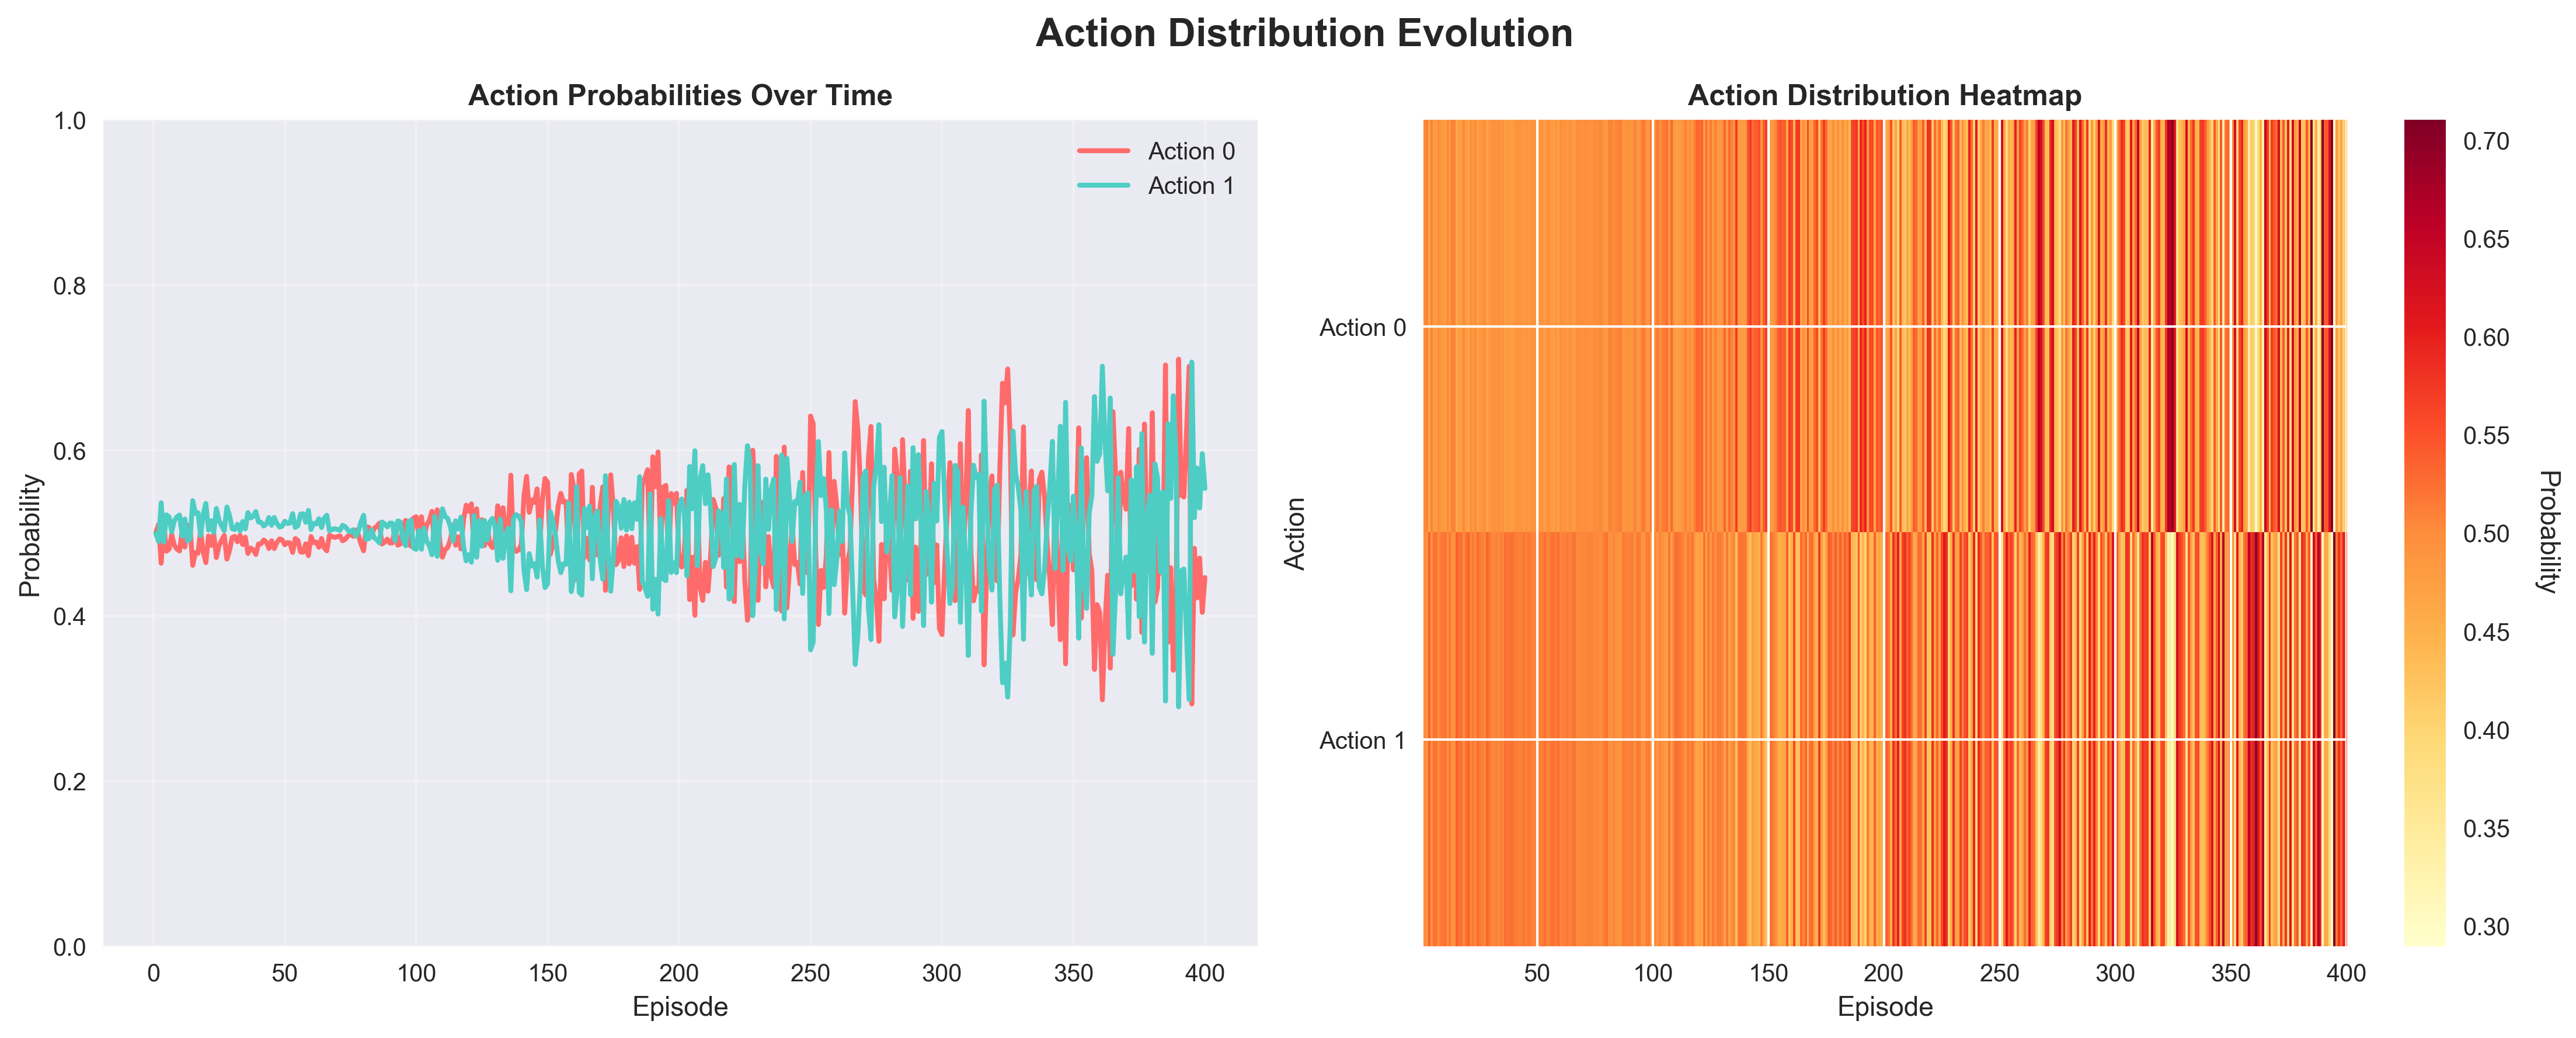 Action Distribution Evolution
Action Probabilities Over Time
1.0
0.8
0.6
0.4
0.2
0.0
Probability
Action 0
Action 1
0 50 100 150 200 250 300 350 400
Episode
Action Distribution Heatmap
Action
Action 0
Action 1
50 100 150 200 250 300 350 400
Episode
0.70
0.65
0.60
0.55
0.50
0.45
0.40
0.35
0.30
Probability